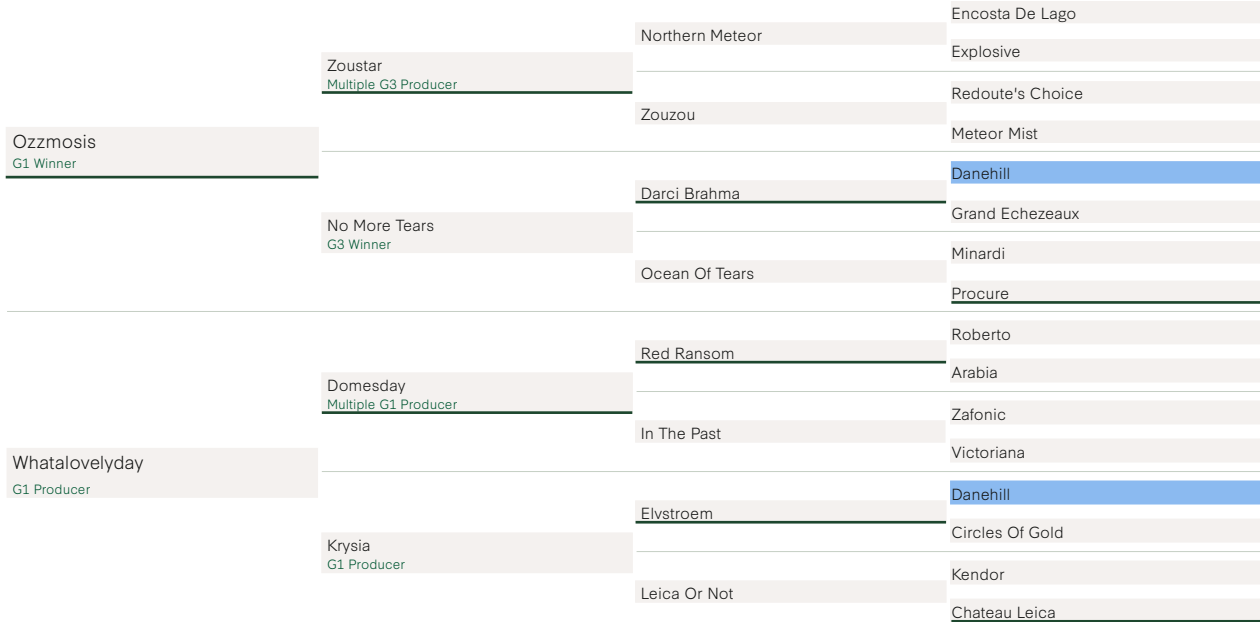 Ozzmosis
G1 Winner
Whatalovelyday
G1 Producer
Zoustar
Multiple G3 Producer
No More Tears
G3 Winner
Domesday
Multiple G1 Producer
Krysia
G1 Producer
Northern Meteor
Zouzou
Darci Brahma
Ocean Of Tears
Red Ransom
In The Past
Elvstroem
Leica Or Not
Encosta De Lago
Explosive
Redoute's Choice
Meteor Mist
Danehill
Grand Echezeaux
Minardi
Procure
Roberto
Arabia
Zafonic
Victoriana
Danehill
Circles Of Gold
Kendor
Chateau Leica